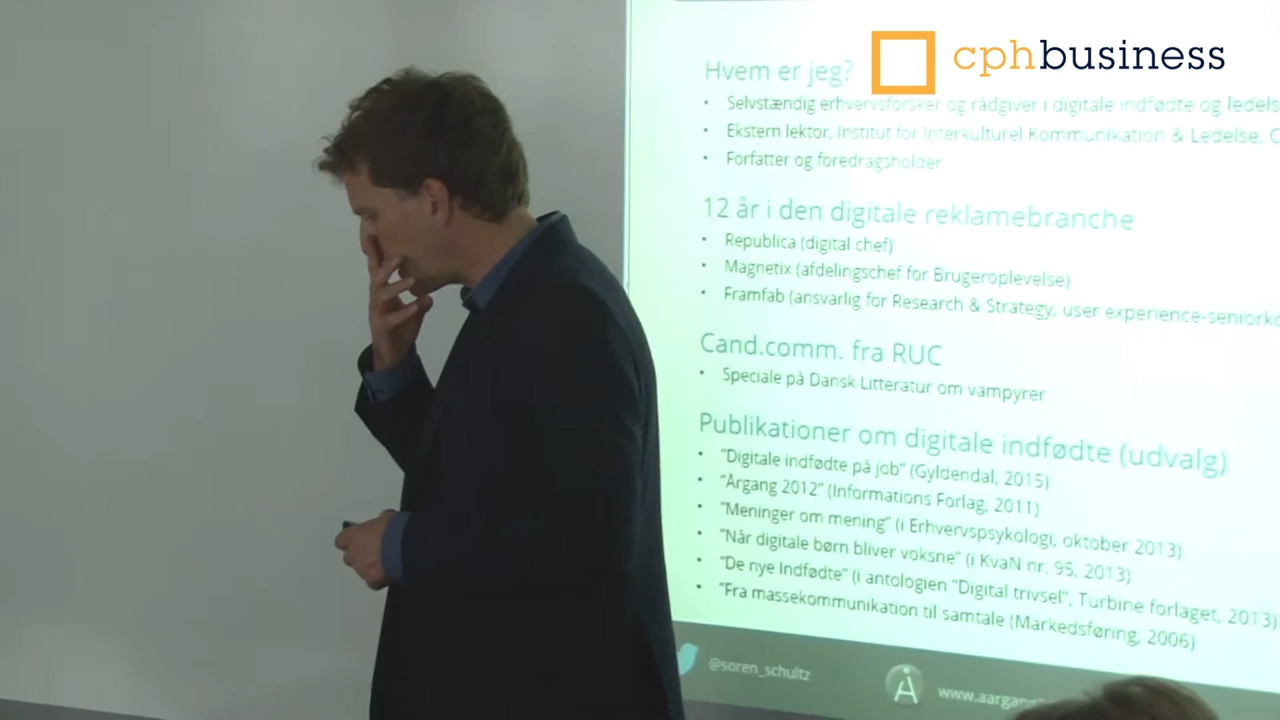 cphbusiness
Hvem er jeg?
• Selvstændig erhvervsforsker og rådgiver i digitale indfødte og
• Ekstern lektor, Institut for Interkulturel Kommunikation & Ledelse,
• Forfatter og foredragsholder
12 år i den digitale reklamebranche
• Republica (digital chef)
• Magnetix (afdelingschef for Brugeroplevelse)
• Framfab (ansvarlig for Research & Strategy, user
Cand.comm. fra RUC
• Speciale på Dansk Litteratur om vampyrer
Publikationer om digitale indfødte (udvalg)
• "Digitale indfødte på job" (Gyldendal, 2015)
• "Årgang 2012" (Informations Forlag, 2011)
• "Meninger om mening" (i Erhvervspsykologi, oktober 2013)
• "Når digitale børn bliver voksne" (i KvaN nr. 95, 2013)
• "De nye Indfødte" (i antologien "Digital trivsel", Turbine forlaget, 2013)
• "Fra massekommunikation til samtale (Markedsføring, 2006)
@soren_schultz
Å